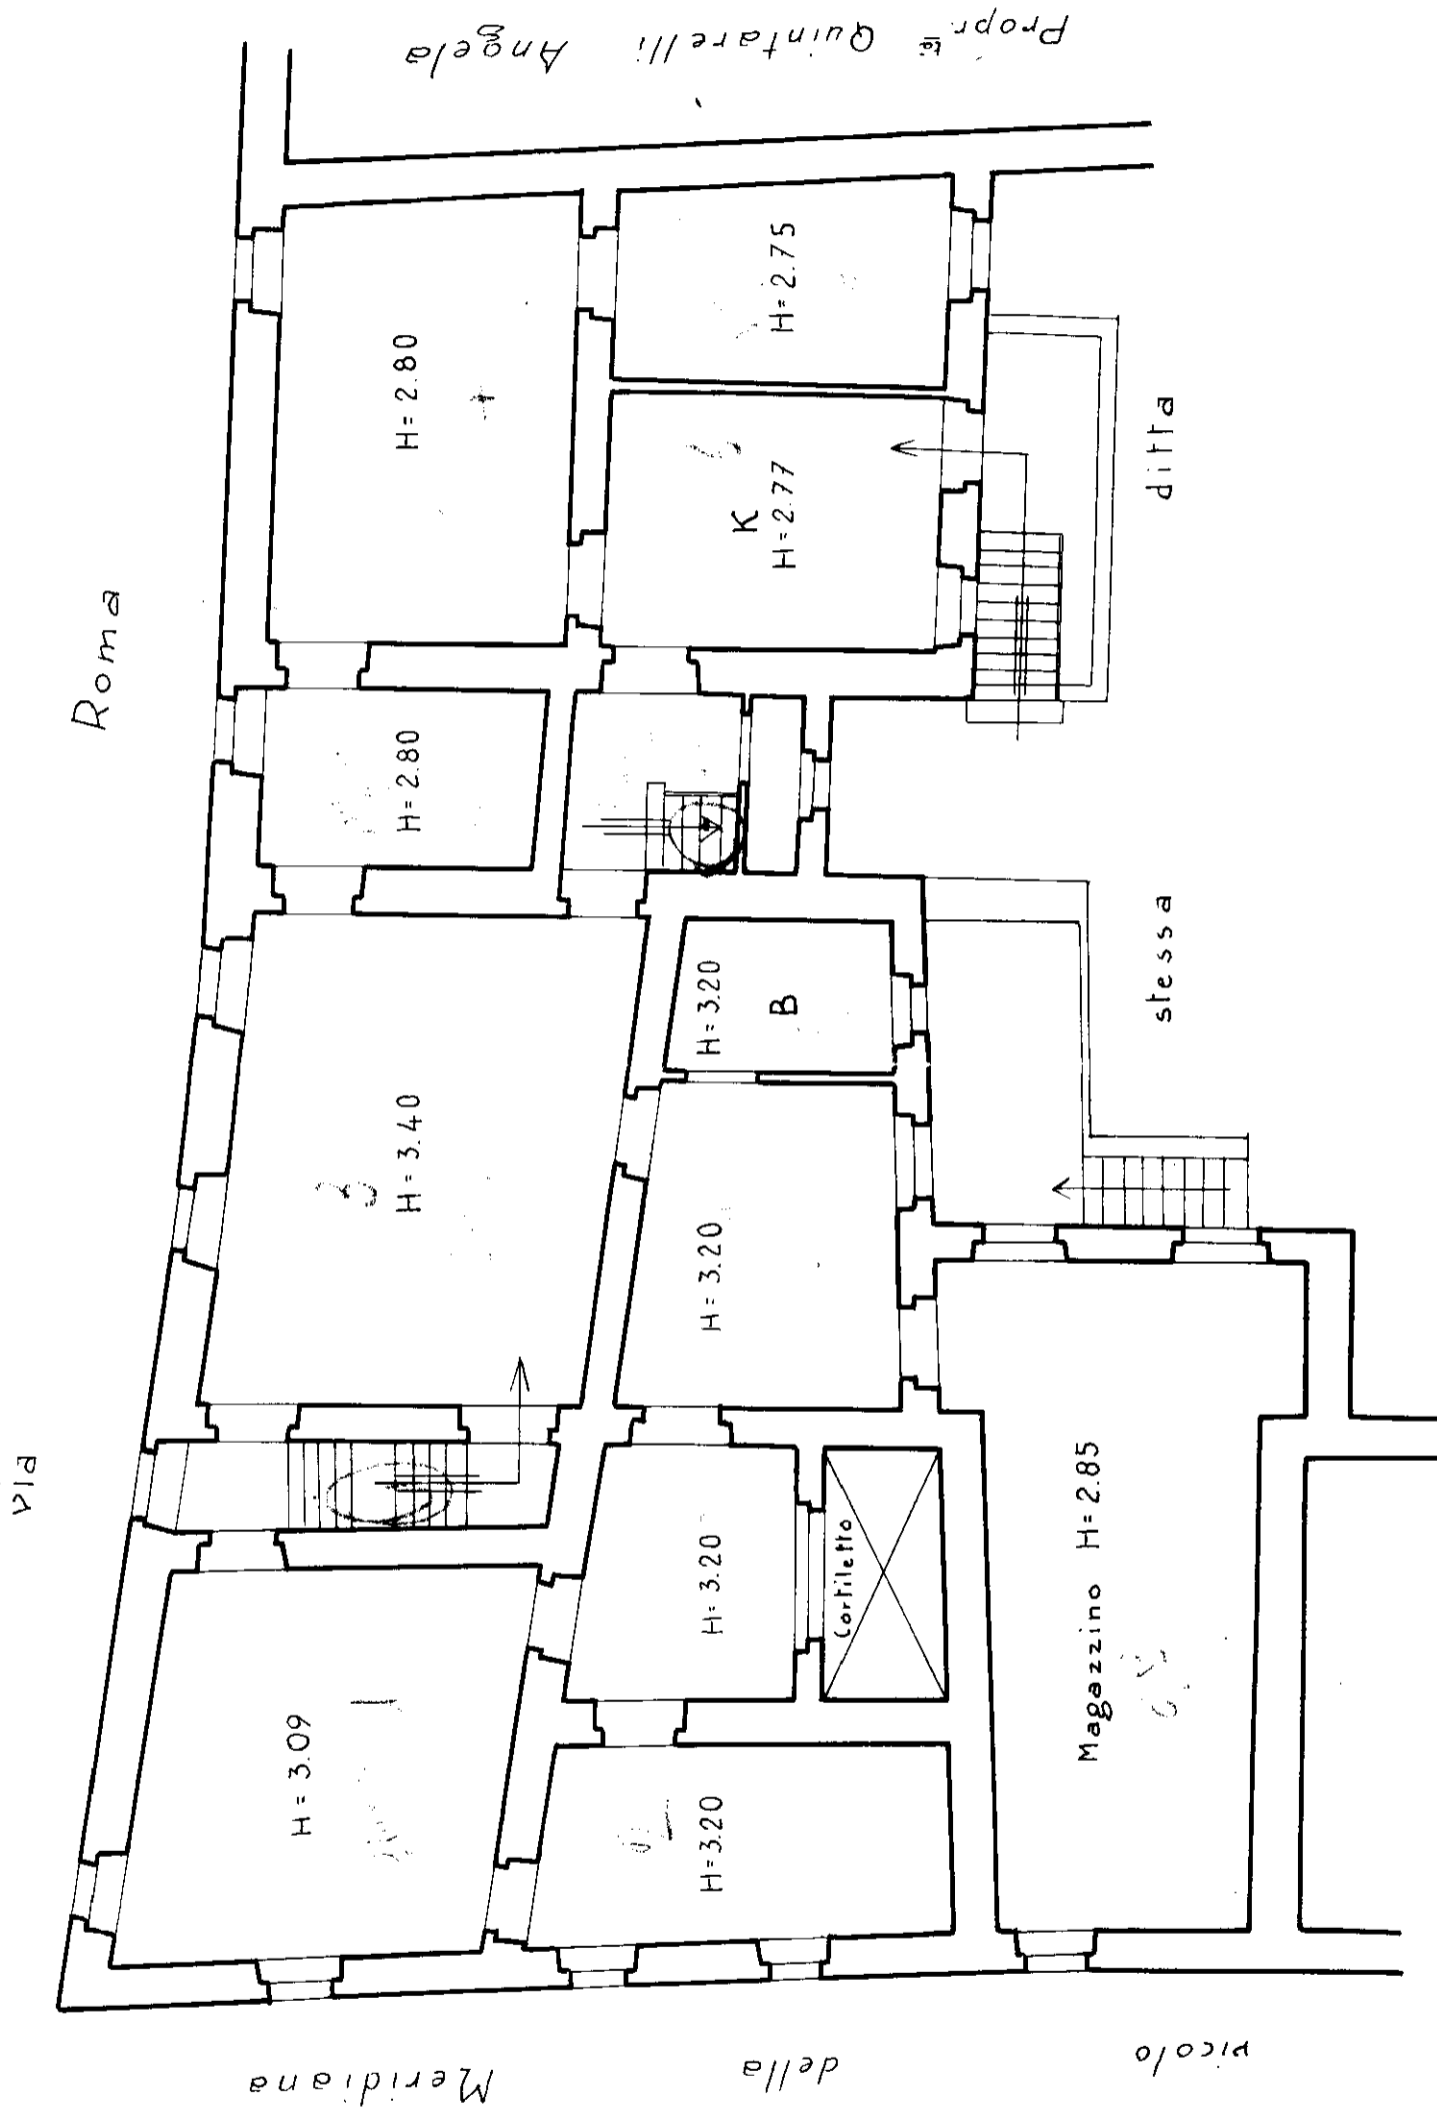 Via Roma
Propr.tà Quintarelli Angela
H=3.09
H=3.40
H=2.80
H=2.80
H=3.20
H=3.20
H=3.20
H=3.20
B
K
H=2.77
H=2.75
Cortiletto
Magazzino H=2.85
stessa ditta
vicolo della Meridiana